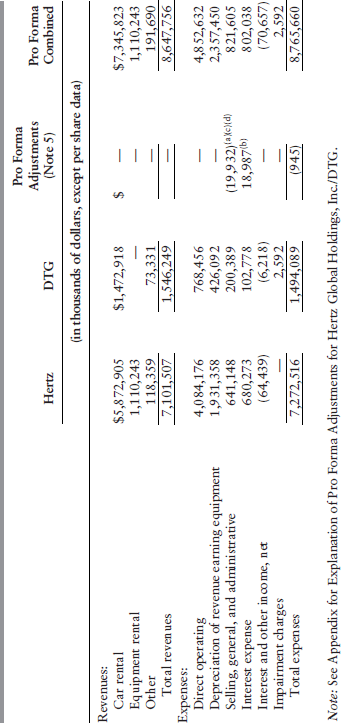 Pro Forma
Adjustments Pro Forma
Hertz DTG (Note 5) Combined
(in thousands of dollars, except per share data)
Revenues:
Car rental $5,872,905 $1,472,918 $ — $7,345,823
Equipment rental 1,110,243 — — 1,110,243
Other 118,359 73,331 — 191,690
Total revenues 7,101,507 1,546,249 — 8,647,756
Expenses:
Direct operating 4,084,176 768,456 — 4,852,632
Depreciation of revenue earning equipment 1,931,358 426,092 — 2,357,450
Selling, general, and administrative 641,148 200,389 (19,932)(a)(c)(d) 821,605
Interest expense 680,273 102,778 18,987(b) 802,038
Interest and other income, net (64,439) (6,218) — (70,657)
Impairment charges — 2,592 — 2,592
Total expenses 7,272,516 1,494,089 (945) 8,765,660
Note: See Appendix for Explanation of Pro Forma Adjustments for Hertz Global Holdings, Inc./DTG.